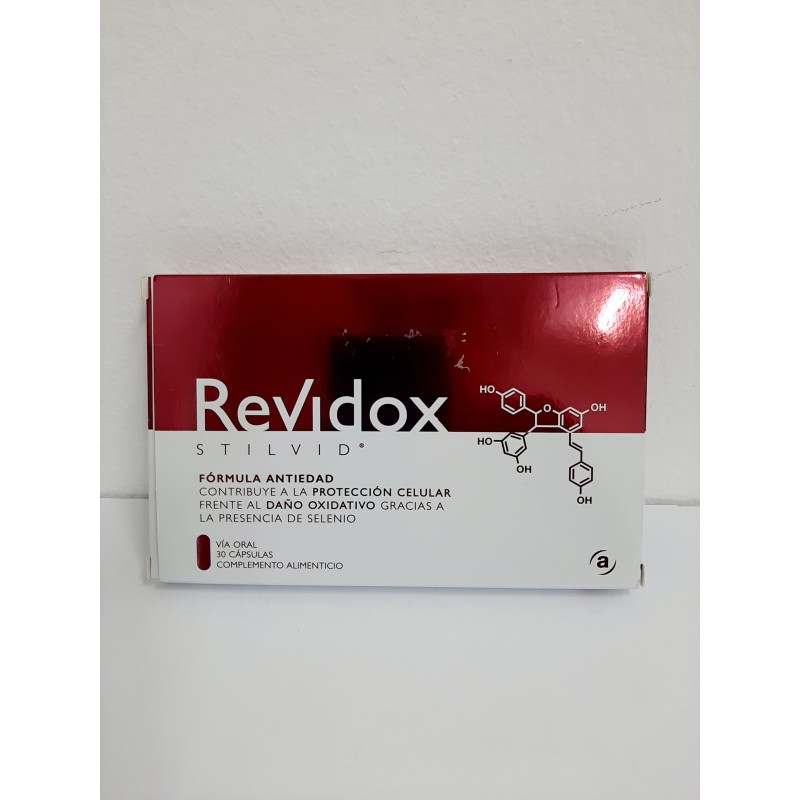 Revidox
STILVID®
FÓRMULA ANTIEDAD
CONTRIBUYE A LA PROTECCIÓN CELULAR
FRENTE AL DAÑO OXIDATIVO GRACIAS A
LA PRESENCIA DE SELENIO
VÍA ORAL
30 CÁPSULAS
COMPLEMENTO ALIMENTICIO
HO
O
OH
HO
OH
OH
a